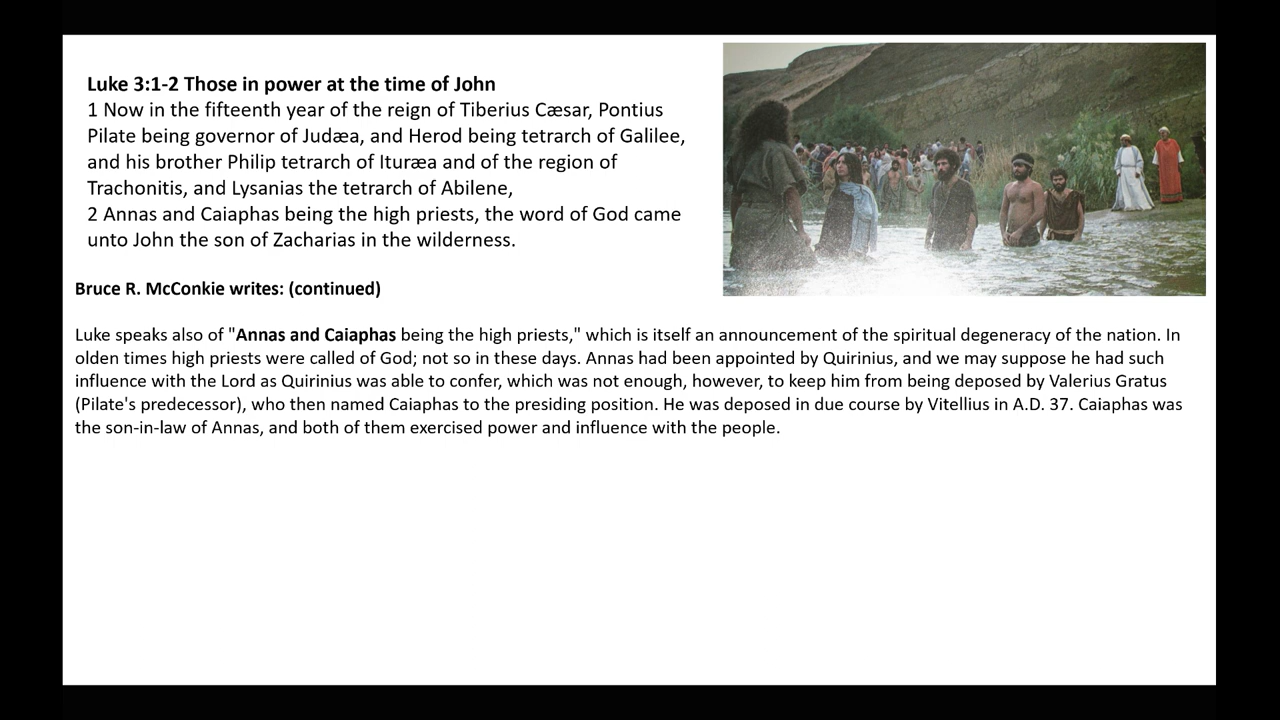 Luke 3:1-2 Those in power at the time of John
1 Now in the fifteenth year of the reign of Tiberius Cæsar, Pontius
Pilate being governor of Judæa, and Herod being tetrarch of Galilee,
and his brother Philip tetrarch of Ituræa and of the region of
Trachonitis, and Lysanias the tetrarch of Abilene,
2 Annas and Caiaphas being the high priests, the word of God came
unto John the son of Zacharias in the wilderness.
Bruce R. McConkie writes: (continued)
Luke speaks also of "Annas and Caiaphas being the high priests," which is itself an announcement of the spiritual degeneracy of the nation. In
olden times high priests were called of God; not so in these days. Annas had been appointed by Quirinius, and we may suppose he had such
influence with the Lord as Quirinius was able to confer, which was not enough, however, to keep him from being deposed by Valerius Gratus
(Pilate's predecessor), who then named Caiaphas to the presiding position. He was deposed in due course by Vitellius in A.D. 37. Caiaphas was
the son-in-law of Annas, and both of them exercised power and influence with the people.